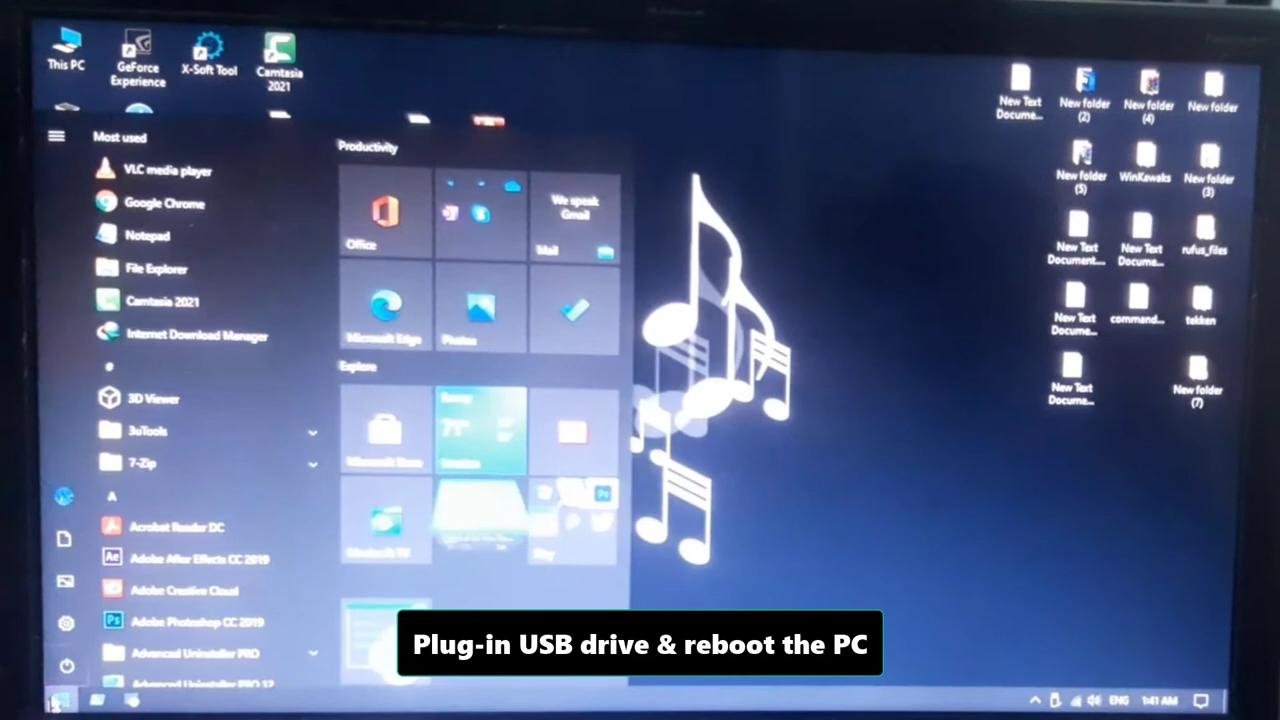 This PC
GeForce
Experience
X-Soft Tool
Camtasia
2021
New Text
Docume...
New folder
(2)
New folder
(4)
New folder
New folder
(5)
WinKawaks
New folder
(3)
New Text
Document...
New Text
Docume...
rufus_files
New Text
Docume...
command...
tekken
New Text
Docume...
New folder
(7)
Most used
VLC media player
Google Chrome
Notepad
File Explorer
Camtasia 2021
Internet Download Manager
#
3D Viewer
3uTools
7-Zip
A
Acrobat Reader DC
Adobe After Effects CC 2019
Adobe Creative Cloud
Adobe Photoshop CC 2019
Advanced Uninstaller PRO
Advanced Uninstaller PRO 12
Productivity
Office
We speak
Gmail
Mail
Microsoft Edge
Photos
Explore
Microsoft Store
Play
Plug-in USB drive & reboot the PC
ENG
1:41 AM